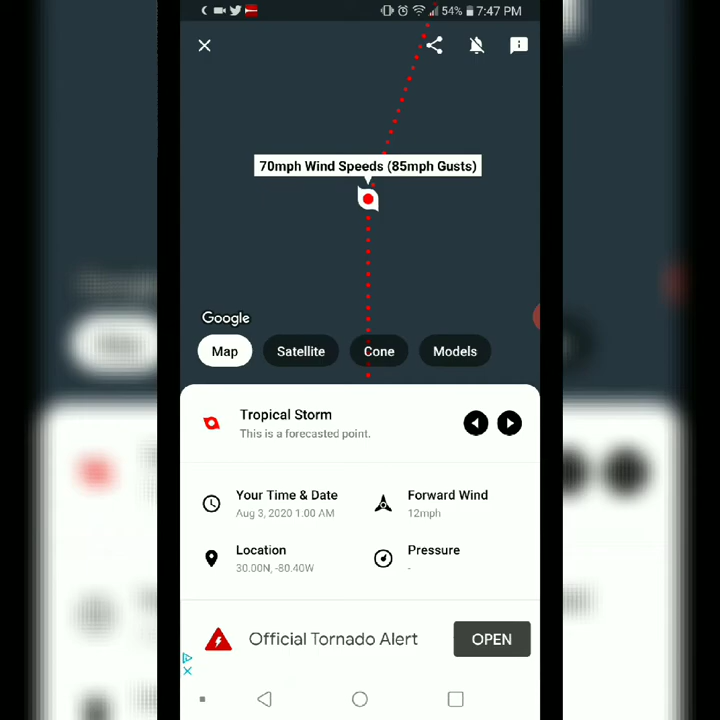 54% 7:47 PM
70mph Wind Speeds (85mph Gusts)
Google
Map Satellite Cone Models
Tropical Storm
This is a forecasted point.
Your Time & Date Forward Wind
Aug 3, 2020 1.00 AM 12mph
Location Pressure
30.00N, -80.40W -
Official Tornado Alert OPEN